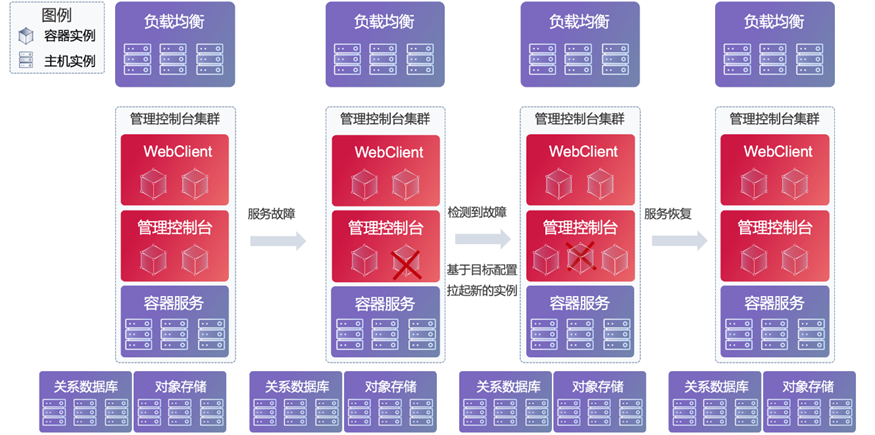 图例
容器实例
主机实例
负载均衡
负载均衡
负载均衡
负载均衡
管理控制台集群
管理控制台集群
管理控制台集群
管理控制台集群
WebClient
WebClient
WebClient
WebClient
服务故障
检测到故障
基于目标配置
拉起新的实例
服务恢复
管理控制台
管理控制台
管理控制台
管理控制台
容器服务
容器服务
容器服务
容器服务
关系数据库
对象存储
关系数据库
对象存储
关系数据库
对象存储
关系数据库
对象存储